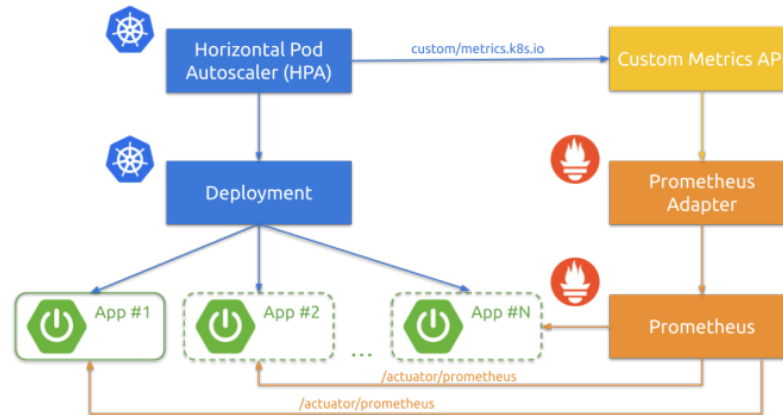 Horizontal Pod
Autoscaler (HPA)
custom/metrics.k8s.io
Custom Metrics AP
Deployment
Prometheus
Adapter
App #1
App #2
...
App #N
Prometheus
/actuator/prometheus
/actuator/prometheus